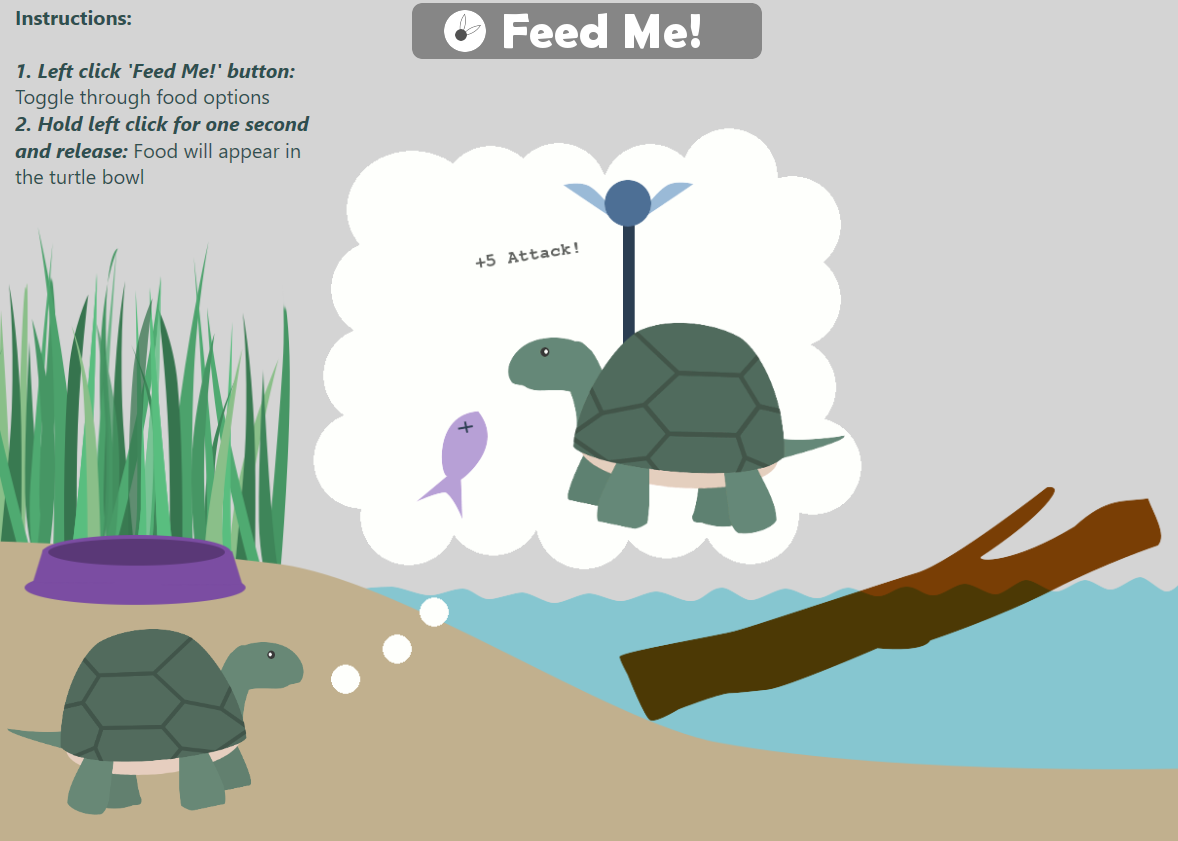 Instructions:
1. Left click 'Feed Me!' button:
Toggle through food options
2. Hold left click for one second
and release: Food will appear in
the turtle bowl
Feed Me!
+5 Attack!